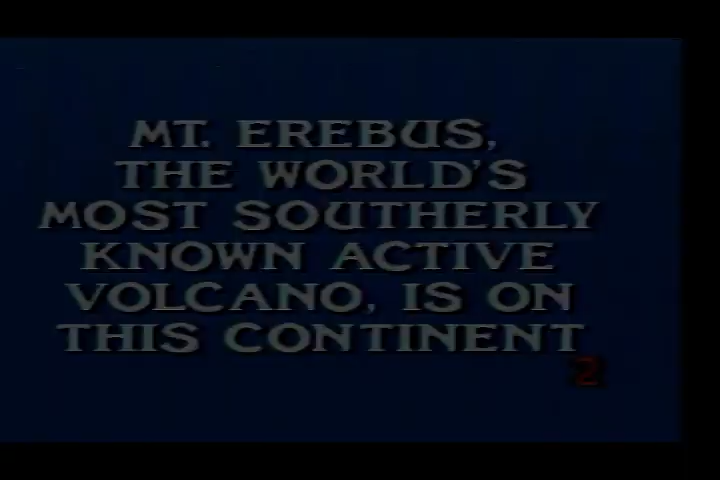 MT. EREBUS,
THE WORLD'S
MOST SOUTHERLY
KNOWN ACTIVE
VOLCANO, IS ON
THIS CONTINENT
2